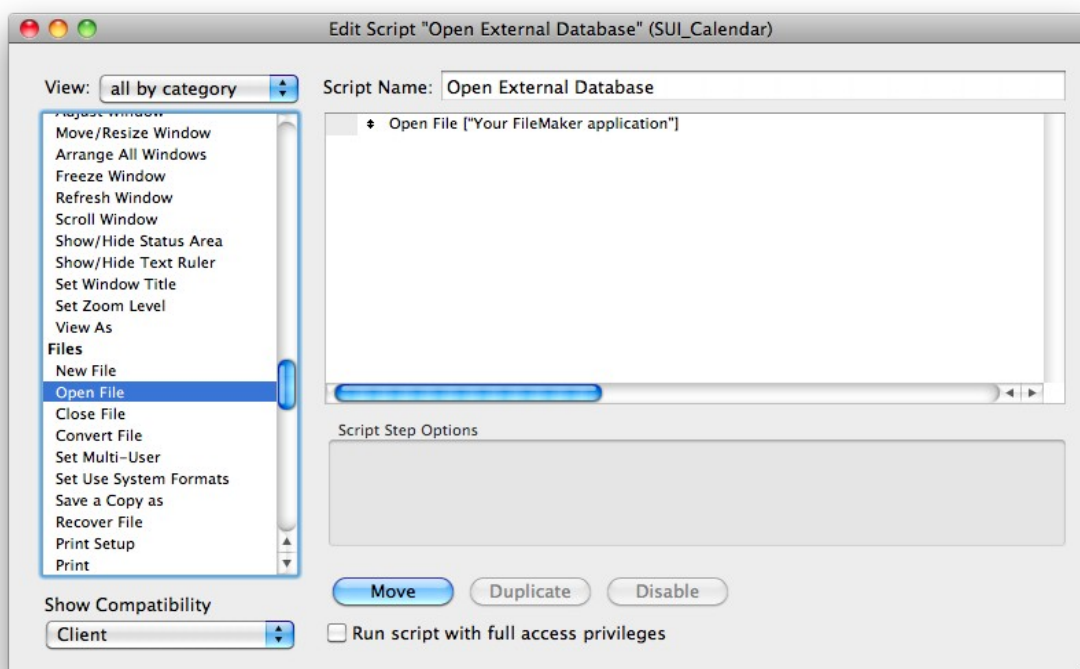 Edit Script "Open External Database" (SUI_Calendar)
View: all by category
Script Name: Open External Database
Adjust Window
Move/Resize Window
Arrange All Windows
Freeze Window
Refresh Window
Scroll Window
Show/Hide Status Area
Show/Hide Text Ruler
Set Window Title
Set Zoom Level
View As
Files
New File
Open File
Close File
Convert File
Set Multi-User
Set Use System Formats
Save a Copy as
Recover File
Print Setup
Print
Open File ["Your FileMaker application"]
Script Step Options
Move
Duplicate
Disable
Show Compatibility
Client
Run script with full access privileges